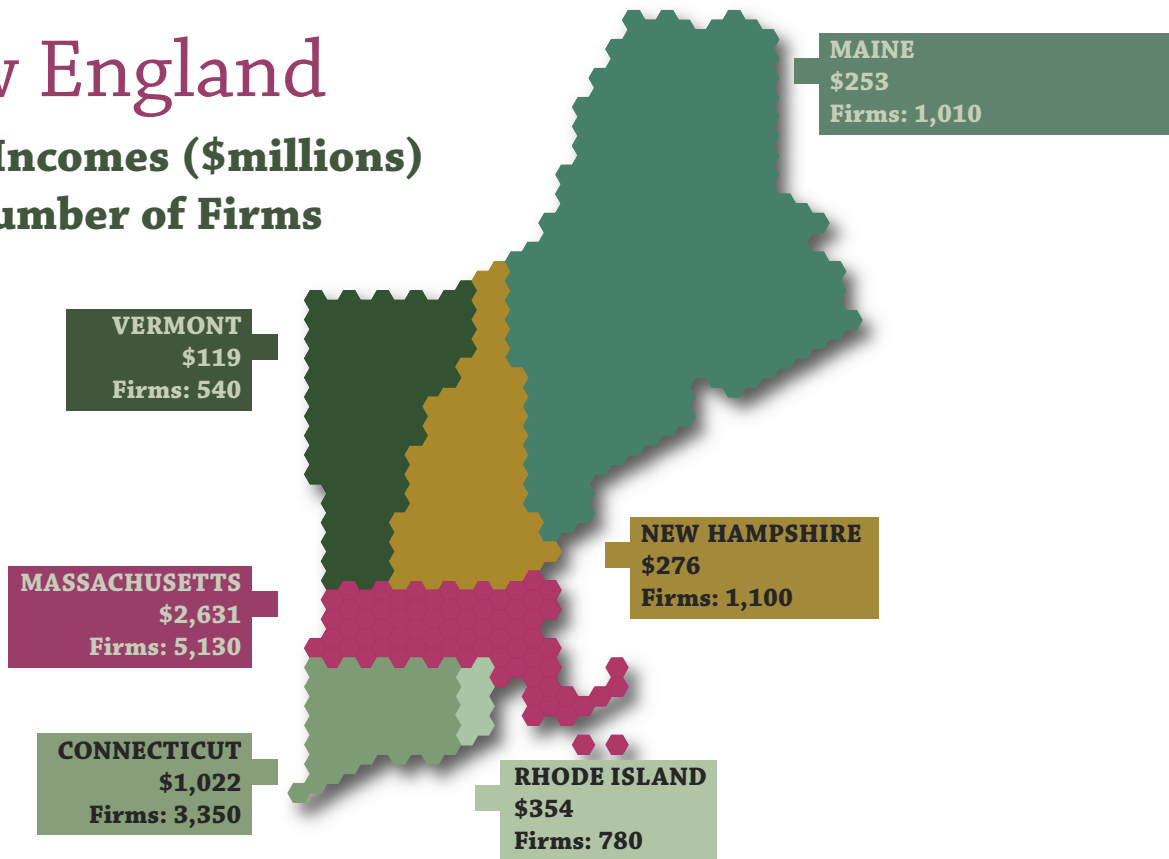 England
Incomes ($millions)
umber of Firms
MAINE
$253
Firms: 1,010
VERMONT
$119
Firms: 540
NEW HAMPSHIRE
$276
Firms: 1,100
MASSACHUSETTS
$2,631
Firms: 5,130
CONNECTICUT
$1,022
Firms: 3,350
RHODE ISLAND
$354
Firms: 780